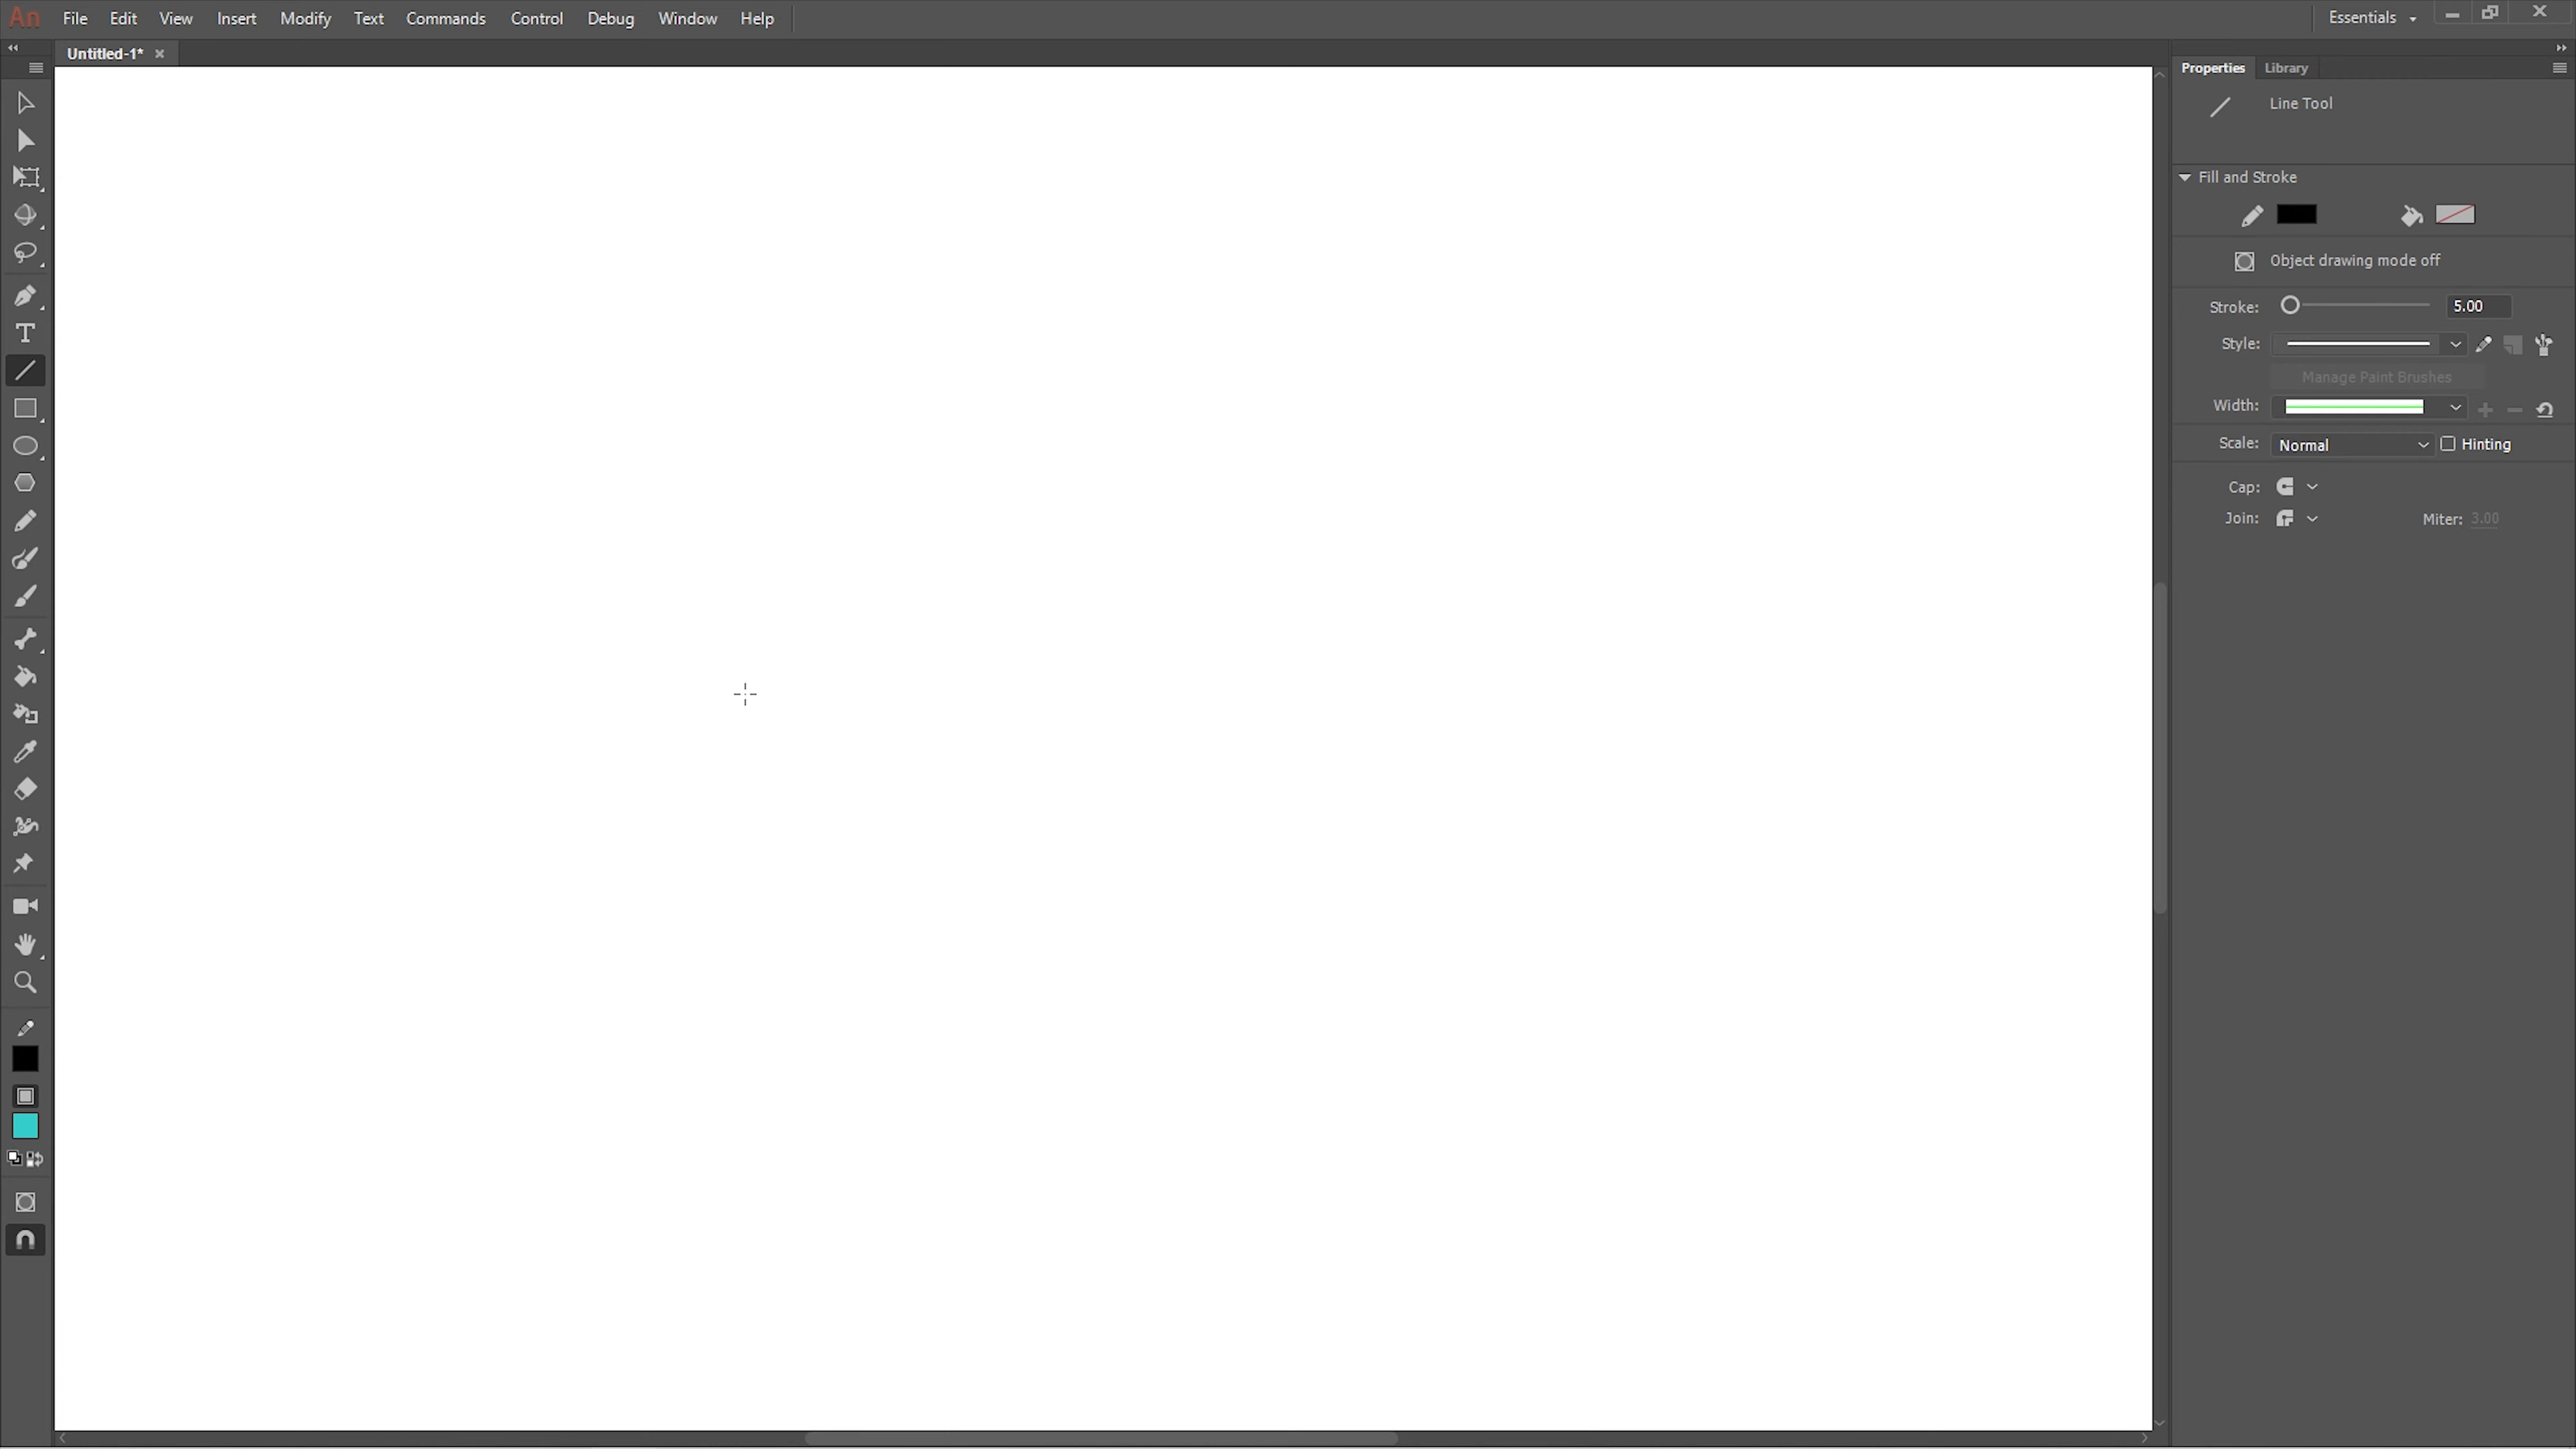 An File Edit View Insert Modify Text Commands Control Debug Window Help Essentials
Untitled-1*
Properties Library
Line Tool
Fill and Stroke
Object drawing mode off
Stroke: 5.00
Style:
Manage Paint Brushes
Width:
Scale: Normal Hinting
Cap:
Join: Miter: 3.00